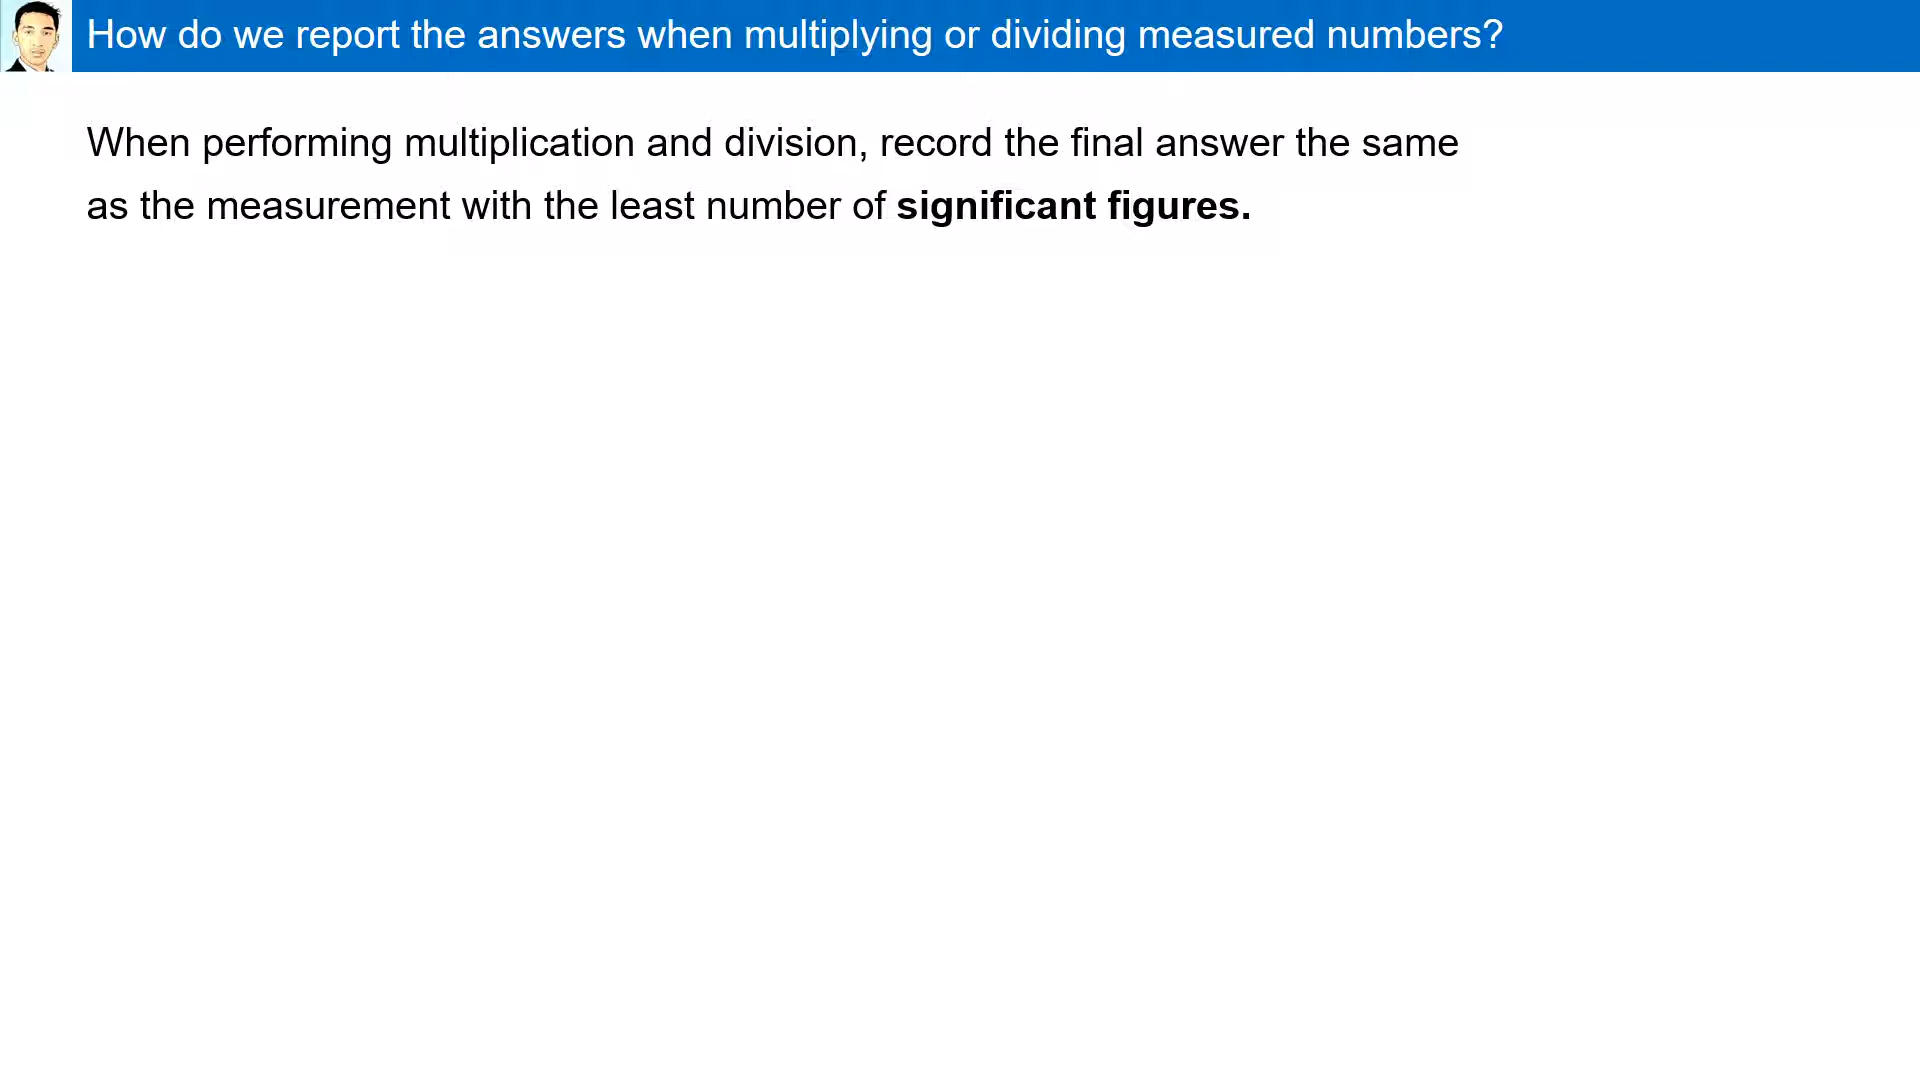 How do we report the answers when multiplying or dividing measured numbers?
When performing multiplication and division, record the final answer the same
as the measurement with the least number of significant figures.